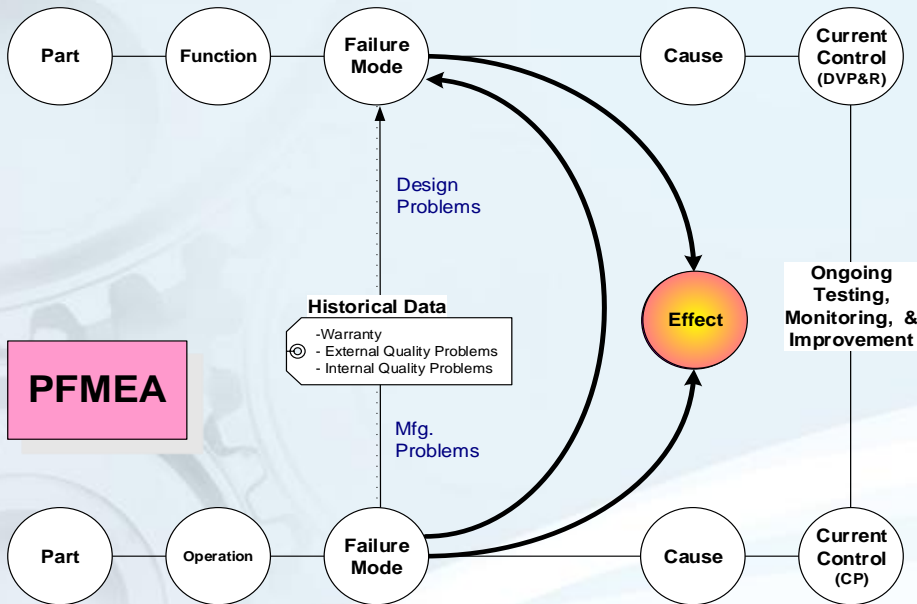 Part
Function
Failure
Mode
Cause
Current
Control
(DVP&R)
Design
Problems
Historical Data
-Warranty
- External Quality Problems
- Internal Quality Problems
Effect
Ongoing
Testing,
Monitoring, &
Improvement
PFMEA
Mfg.
Problems
Part
Operation
Failure
Mode
Cause
Current
Control
(CP)